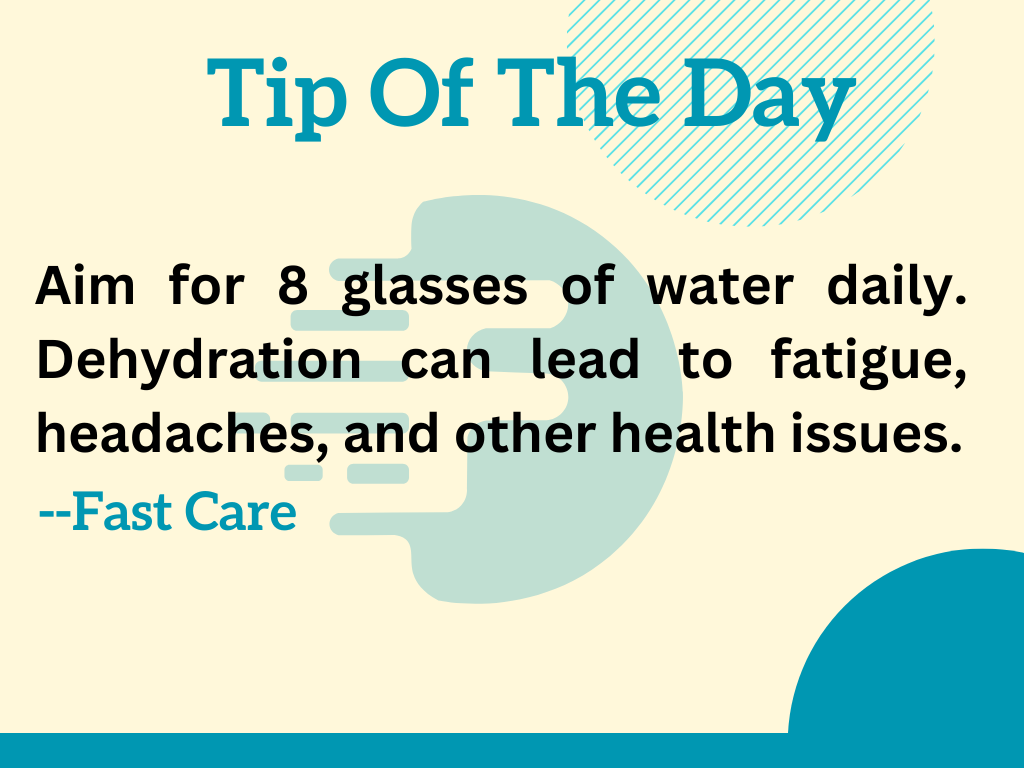 Tip Of The Day
Aim for 8 glasses of water daily.
Dehydration can lead to fatigue,
headaches, and other health issues.
--Fast Care